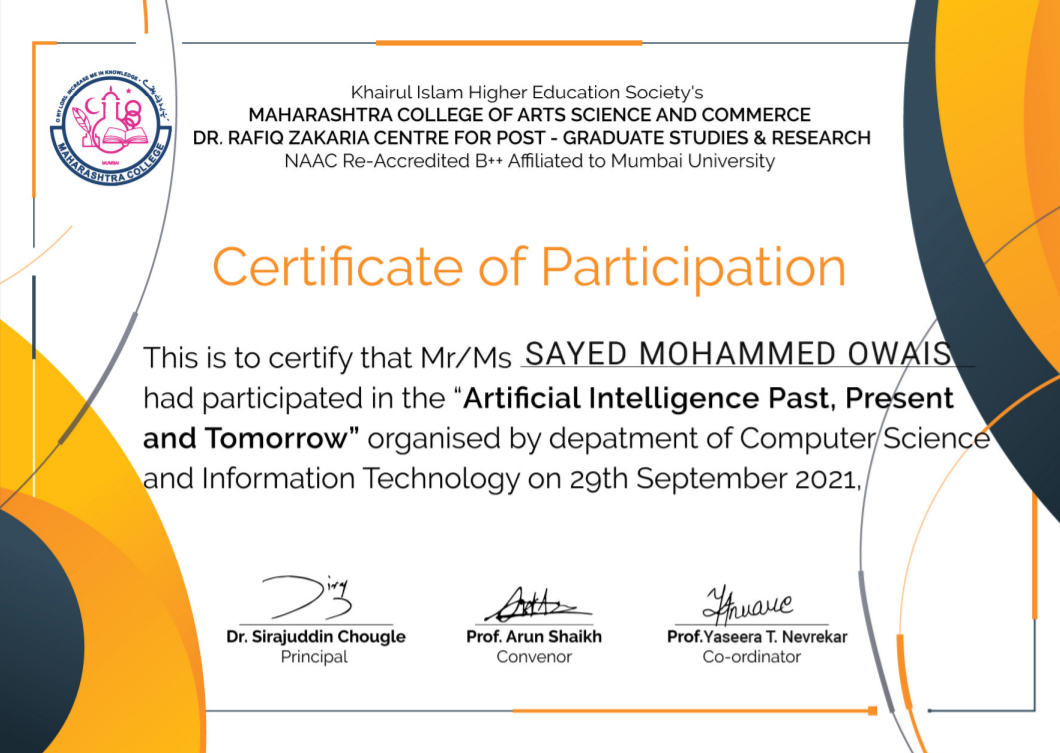 O MY LORD, INCREASE ME IN KNOWLEDGE
MUMBAI
MAHARASHTRA COLLEGE
Khairul Islam Higher Education Society's
MAHARASHTRA COLLEGE OF ARTS SCIENCE AND COMMERCE
DR. RAFIQ ZAKARIA CENTRE FOR POST - GRADUATE STUDIES & RESEARCH
NAAC Re-Accredited B++ Affiliated to Mumbai University
Certificate of Participation
This is to certify that Mr/Ms SAYED MOHAMMED OWAIS
had participated in the “Artificial Intelligence Past, Present
and Tomorrow” organised by depatment of Computer Science
and Information Technology on 29th September 2021,
Dr. Sirajuddin Chougle
Principal
Prof. Arun Shaikh
Convenor
Prof.Yaseera T. Nevrekar
Co-ordinator